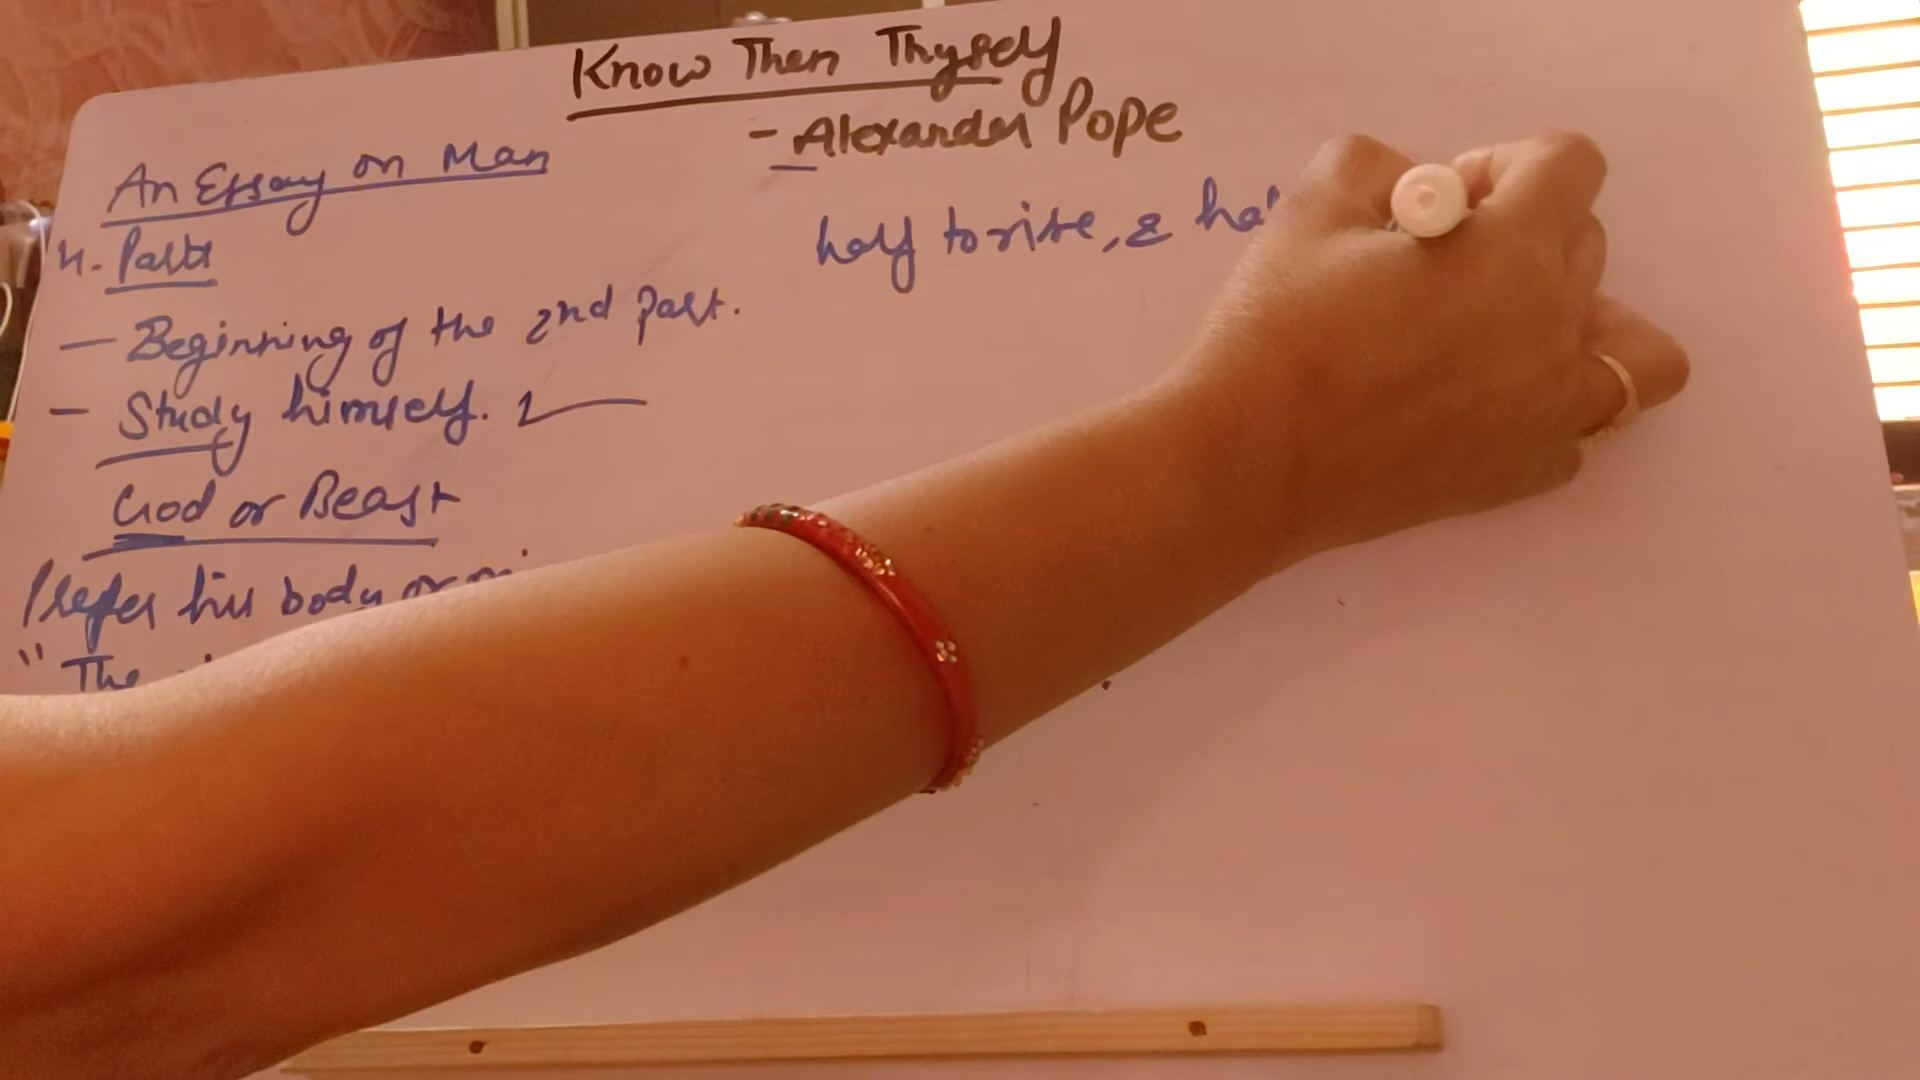 Know Then Thyself
- Alexander Pope
An Essay on Man
4. Parts
- Beginning of the 2nd part.
- Study himself.
God or Beast
Prefer his body or
" The
half to rise, & ha